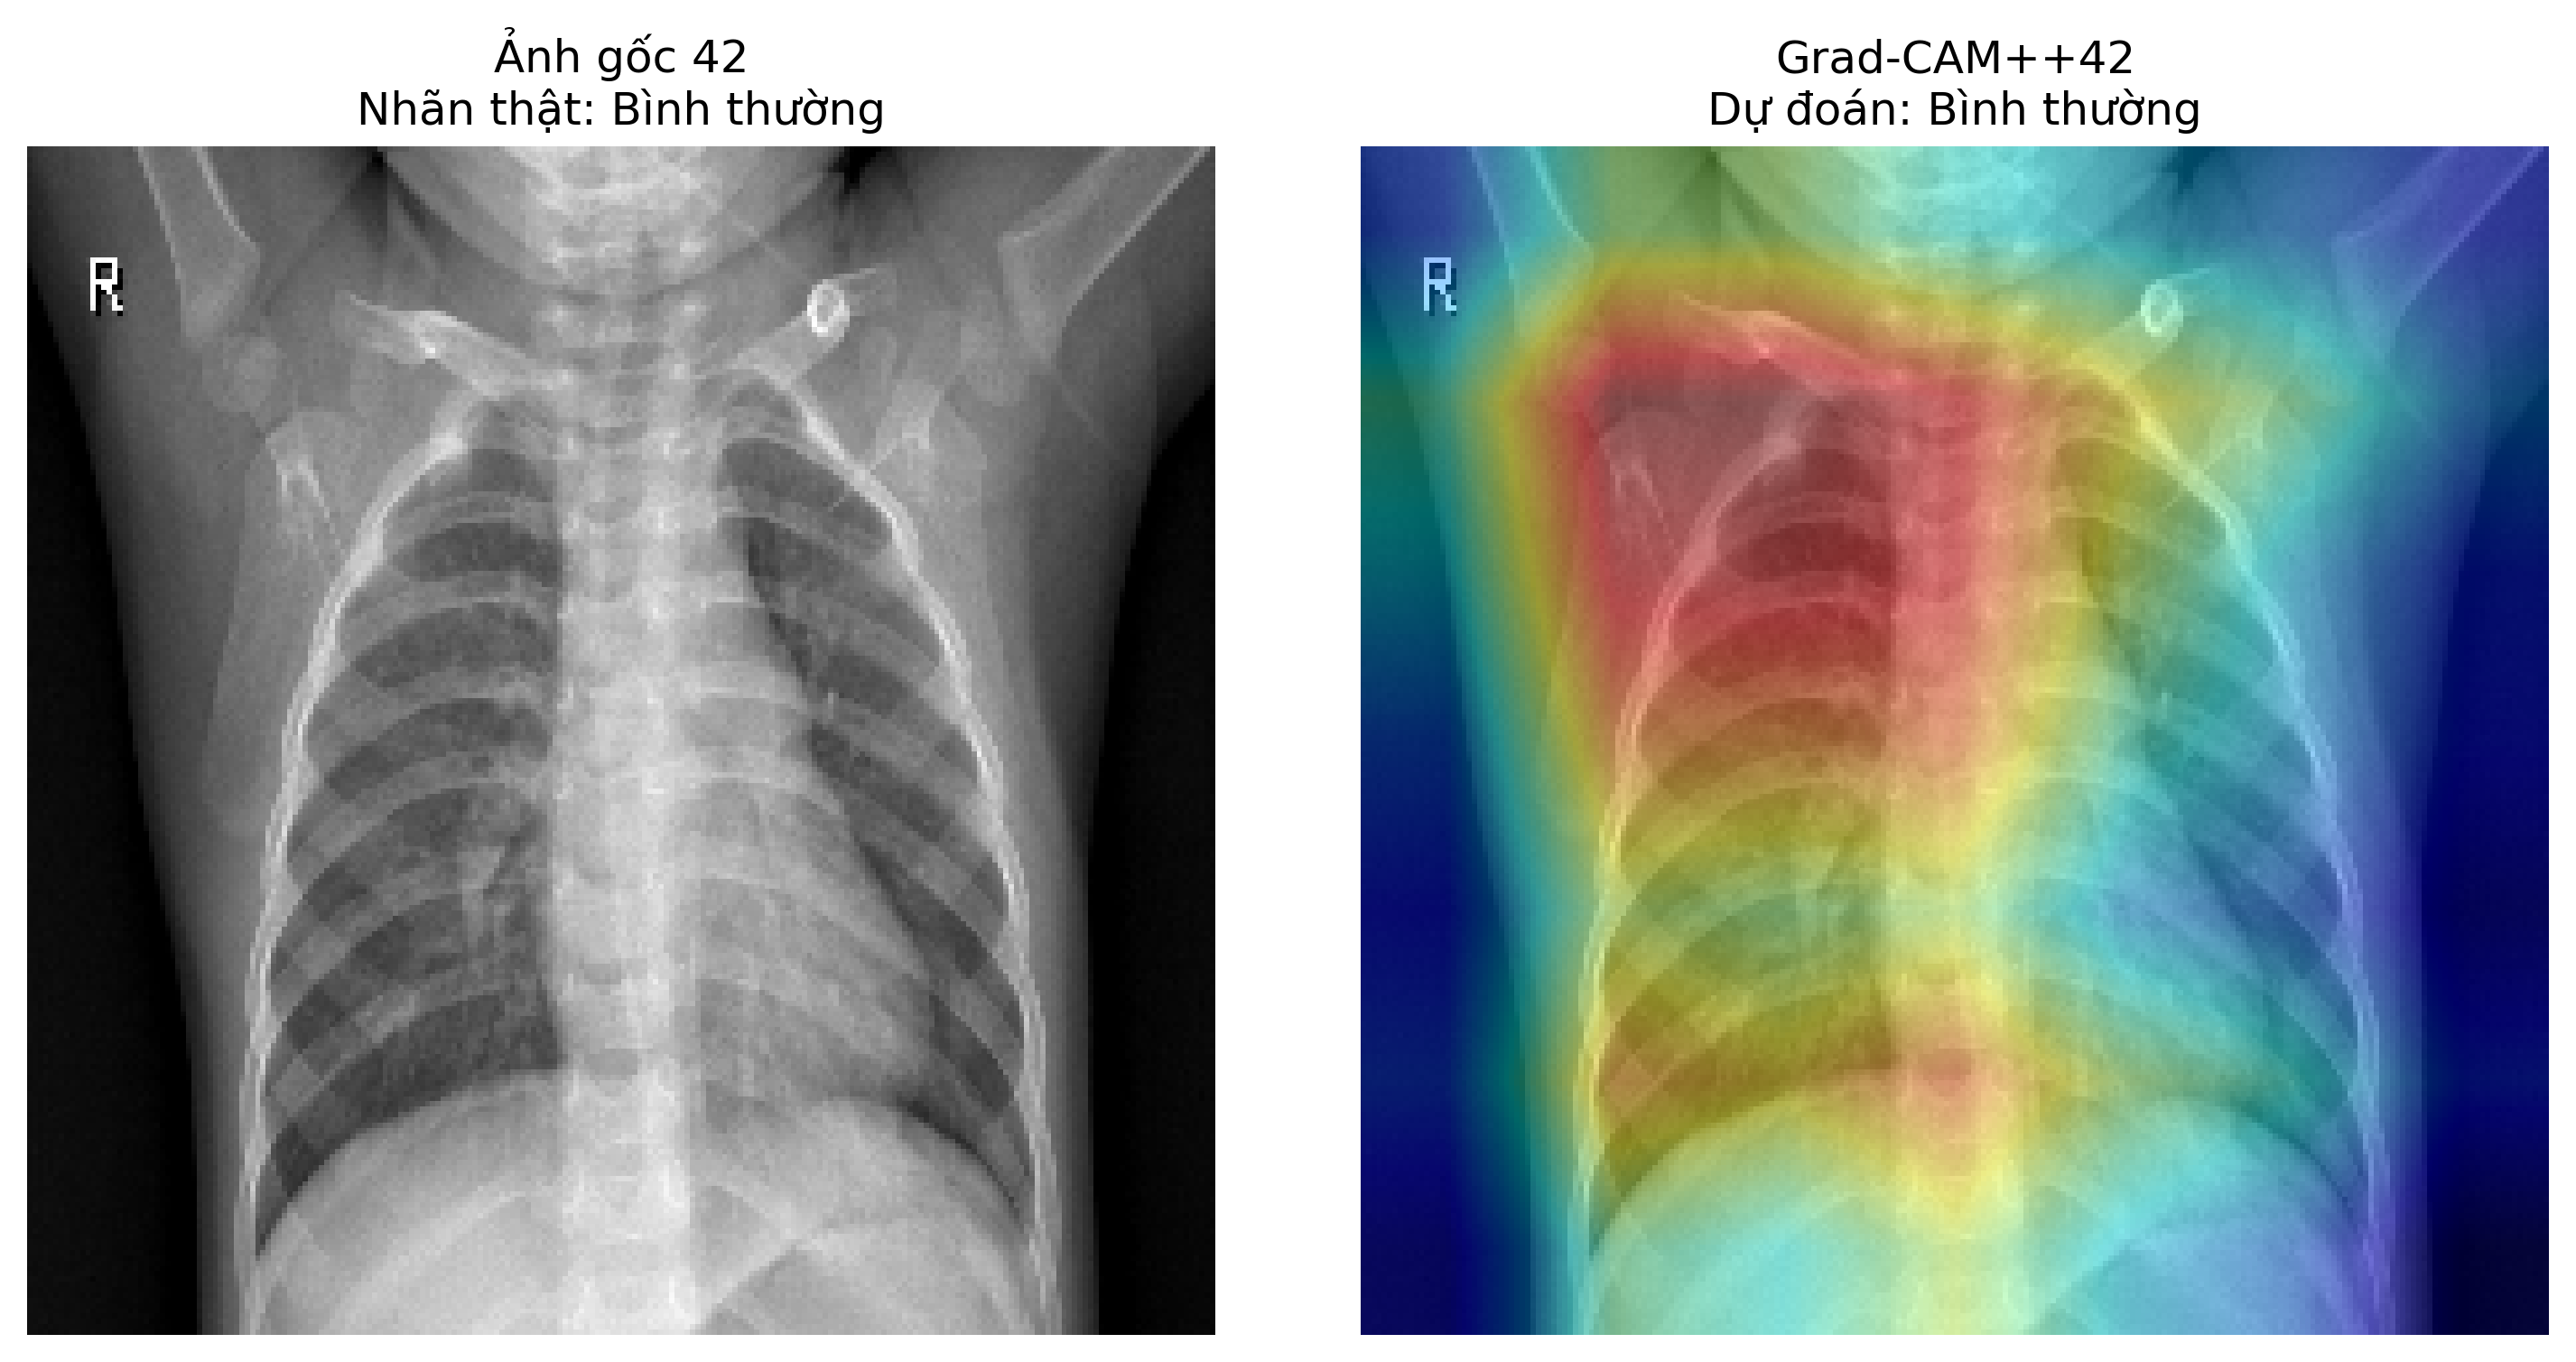 Ảnh gốc 42
Nhãn thật: Bình thường
Grad-CAM++42
Dự đoán: Bình thường
R
R